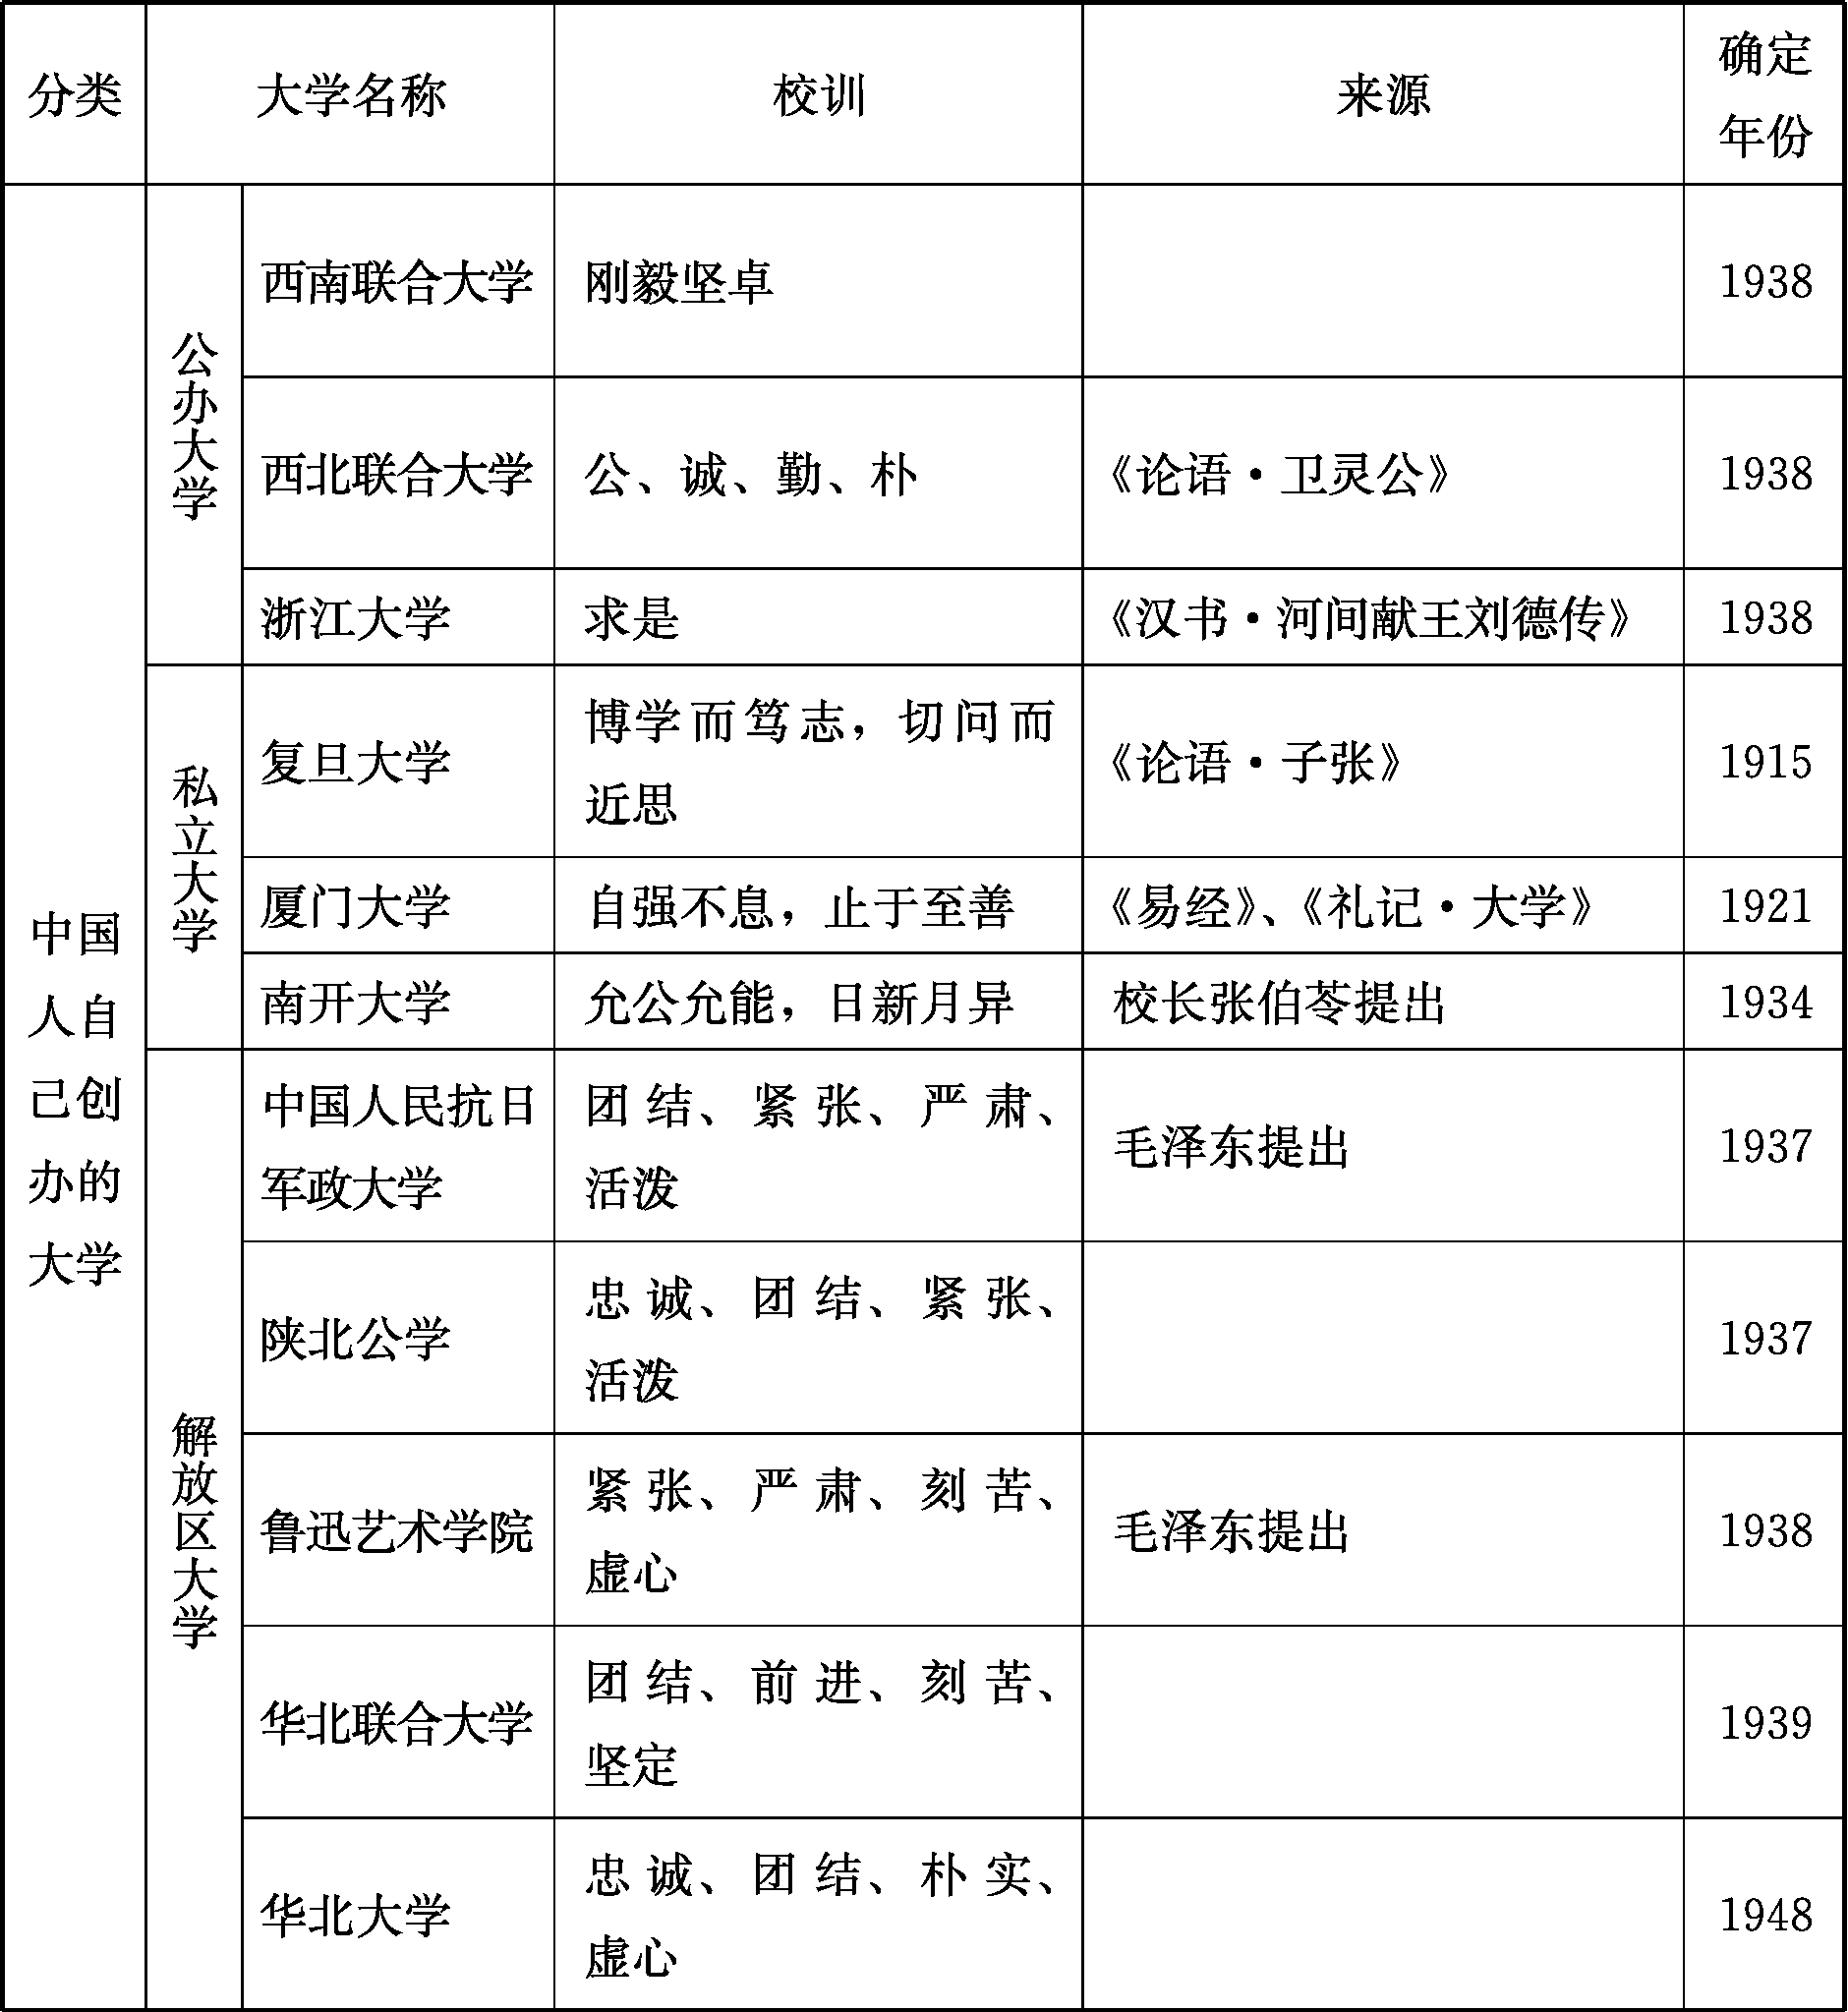 分类
大学名称
校训
来源
确定
年份
中国
人自
己创
办的
大学
公办大学
西南联合大学
刚毅坚卓
1938
西北联合大学
公、诚、勤、朴
《论语·卫灵公》
1938
浙江大学
求是
《汉书·河间献王刘德传》
1938
私立大学
复旦大学
博学而笃志，切问而
近思
《论语·子张》
1915
厦门大学
自强不息，止于至善
《易经》、《礼记·大学》
1921
南开大学
允公允能，日新月异
校长张伯苓提出
1934
解放区大学
中国人民抗日
军政大学
团结、紧张、严肃、
活泼
毛泽东提出
1937
陕北公学
忠诚、团结、紧张、
活泼
1937
鲁迅艺术学院
紧张、严肃、刻苦、
虚心
毛泽东提出
1938
华北联合大学
团结、前进、刻苦、
坚定
1939
华北大学
忠诚、团结、朴实、
虚心
1948